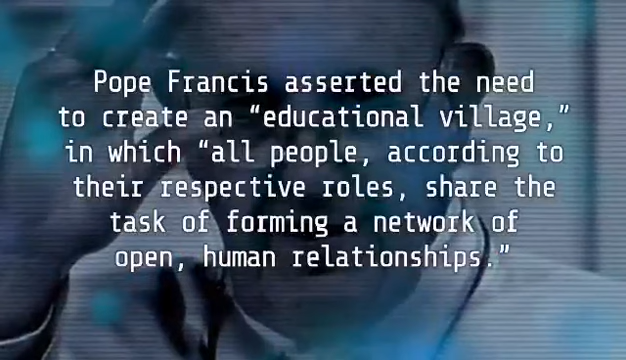 Pope Francis asserted the need
to create an “educational village,”
in which “all people, according to
their respective roles, share the
task of forming a network of
open, human relationships.”